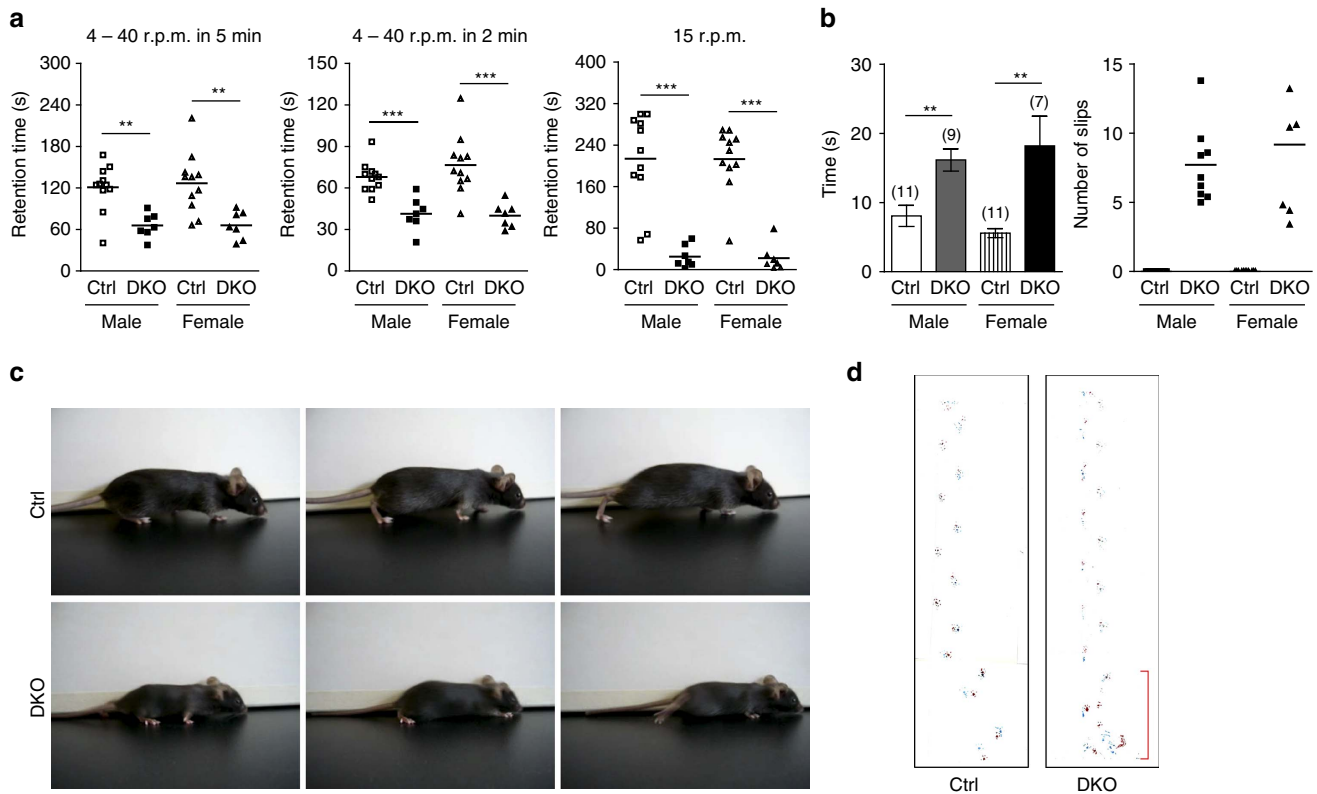 a
4 – 40 r.p.m. in 5 min
Retention time (s)
300
240
180
120
60
0
**
**
Ctrl DKO Ctrl DKO
Male Female
4 – 40 r.p.m. in 2 min
Retention time (s)
150
120
90
60
30
0
***
***
Ctrl DKO Ctrl DKO
Male Female
15 r.p.m.
Retention time (s)
400
320
240
160
80
0
***
***
Ctrl DKO Ctrl DKO
Male Female
b
Time (s)
30
20
10
0
**
**
(11)
(9)
(11)
(7)
Ctrl DKO Ctrl DKO
Male Female
Number of slips
15
10
5
0
Ctrl DKO Ctrl DKO
Male Female
c
Ctrl
DKO
d
Ctrl DKO